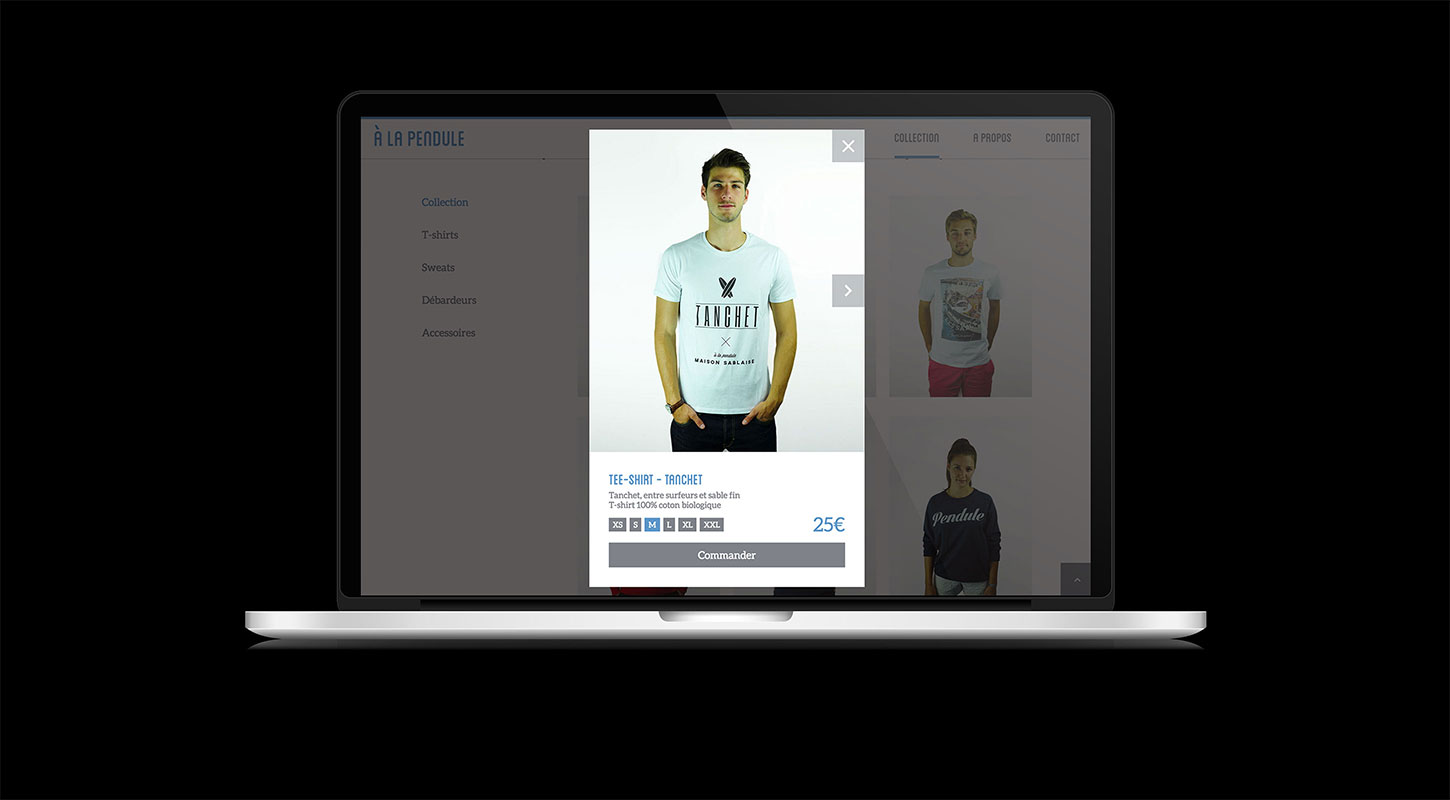 À LA PENDULE
COLLECTION
A PROPOS
CONTACT
Collection
T-shirts
Sweats
Débardeurs
Accessoires
TANCHET
à la pendule
MAISON SABLAISE
TEE-SHIRT - TANCHET
Tanchet, entre surfeurs et sable fin
T-shirt 100% coton biologique
XS S M L XL XXL
25€
Commander
Pendule